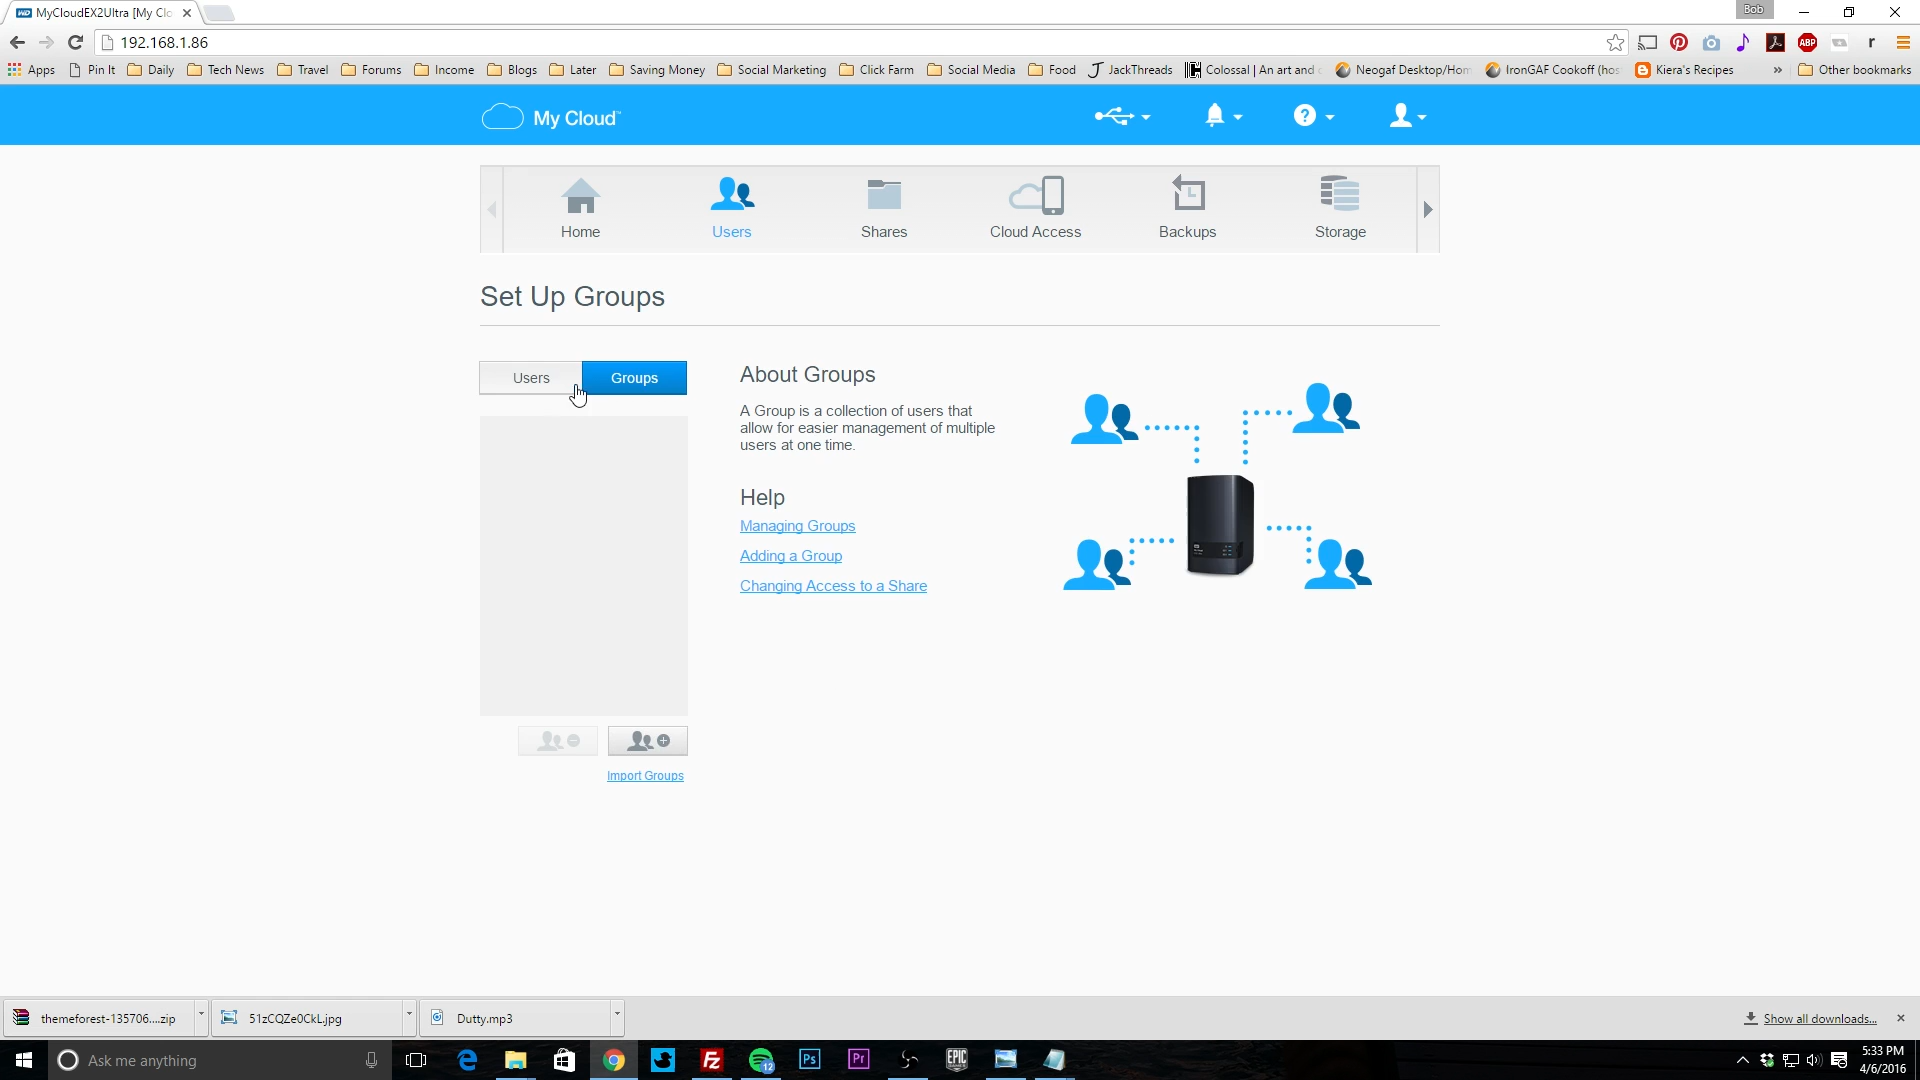 MyCloudEX2Ultra [My Clo
Bob
192.168.1.86
Apps
Pin It
Daily
Tech News
Travel
Forums
Income
Blogs
Later
Saving Money
Social Marketing
Click Farm
Social Media
Food
JackThreads
Colossal | An art and
Neogaf Desktop/Hom
IronGAF Cookoff (hos
Kiera's Recipes
»
Other bookmarks
My Cloud
Home
Users
Shares
Cloud Access
Backups
Storage
Set Up Groups
Users
Groups
About Groups
A Group is a collection of users that
allow for easier management of multiple
users at one time.
Help
Managing Groups
Adding a Group
Changing Access to a Share
Import Groups
themeforest-135706....zip
51zCQZe0CkL.jpg
Dutty.mp3
Show all downloads...
Ask me anything
12
Ps
Pr
EPIC
5:33 PM
4/6/2016